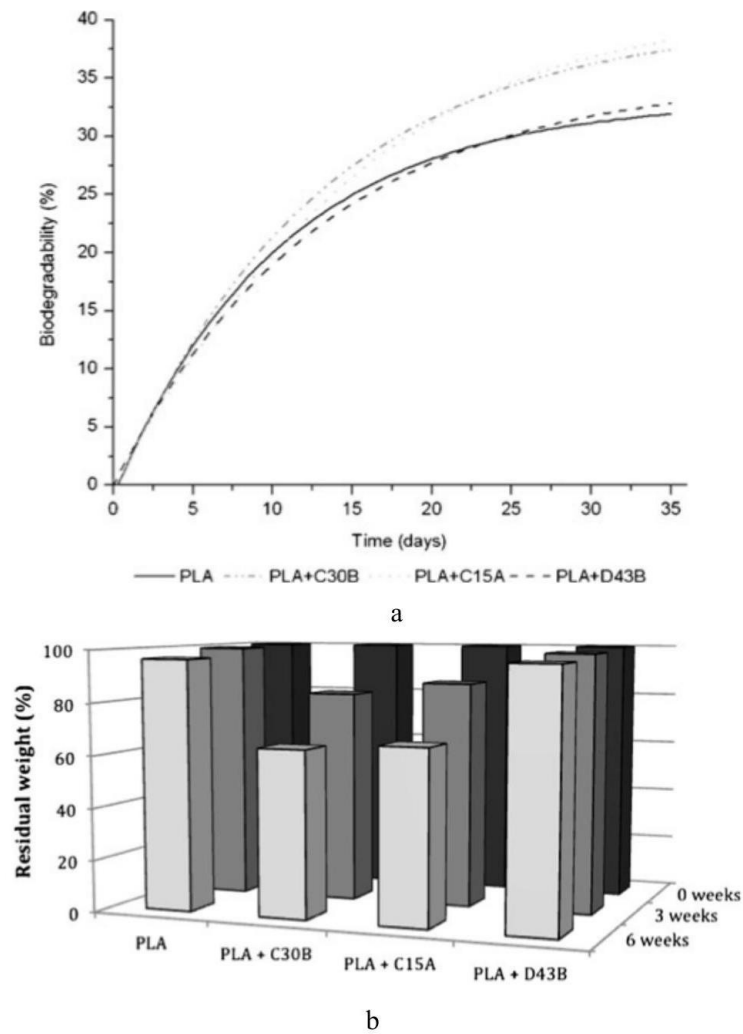 40
35
30
25
20
15
10
5
0
Biodegradability (%)
0 5 10 15 20 25 30 35
Time (days)
PLA PLA+C30B PLA+C15A PLA+D43B
a
100
80
60
40
20
0
Residual weight (%)
0 weeks
3 weeks
6 weeks
PLA PLA + C30B PLA + C15A PLA + D43B
b